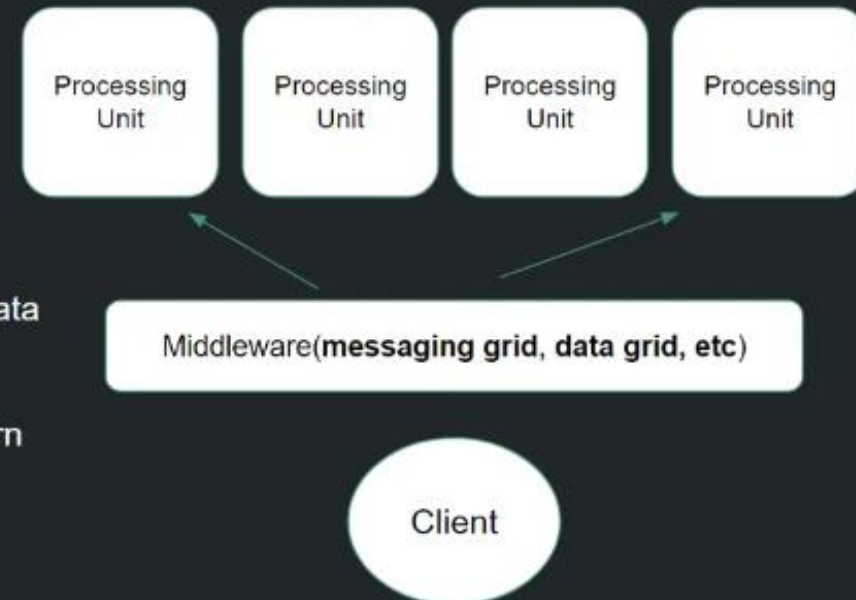 Processing
Unit
Processing
Unit
Processing
Unit
Processing
Unit
Middleware(messaging grid, data grid, etc)
Client